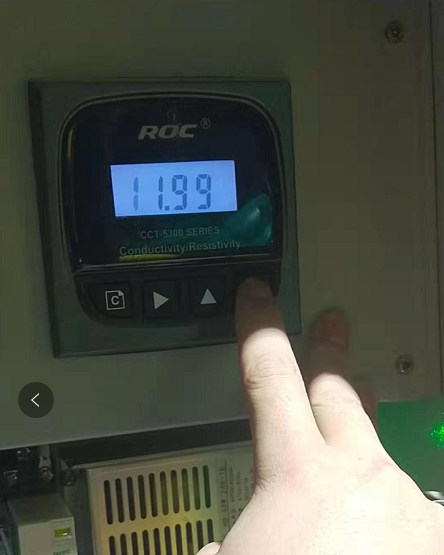 ROC®
11.99
CCT-5300 SERIES
Conductivity/Resistivity
C